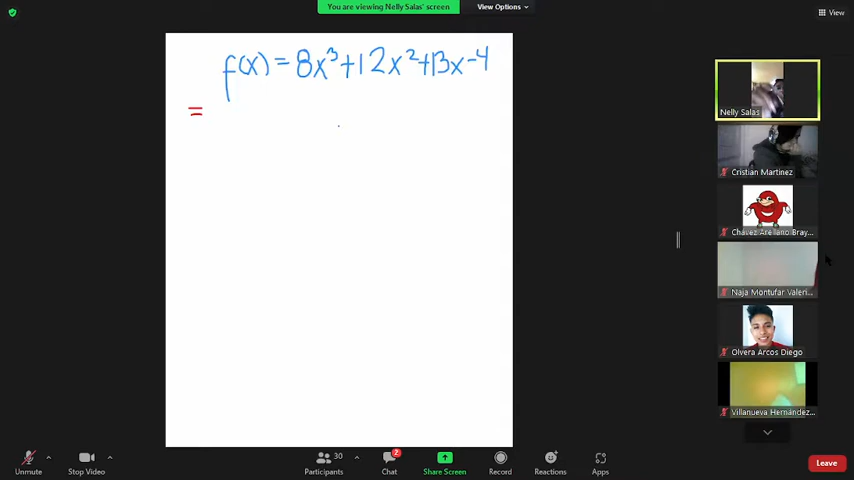 You are viewing Nelly Salas' screen
View Options
View
f(x) = 8x³+12x²+13x-4
=
Nelly Salas
Cristian Martinez
Chávez Arellano Bray...
Naja Montufar Valeri...
Olvera Arcos Diego
Villanueva Hernández...
Unmute
Stop Video
30
Participants
2
Chat
Share Screen
Record
Reactions
Apps
Leave